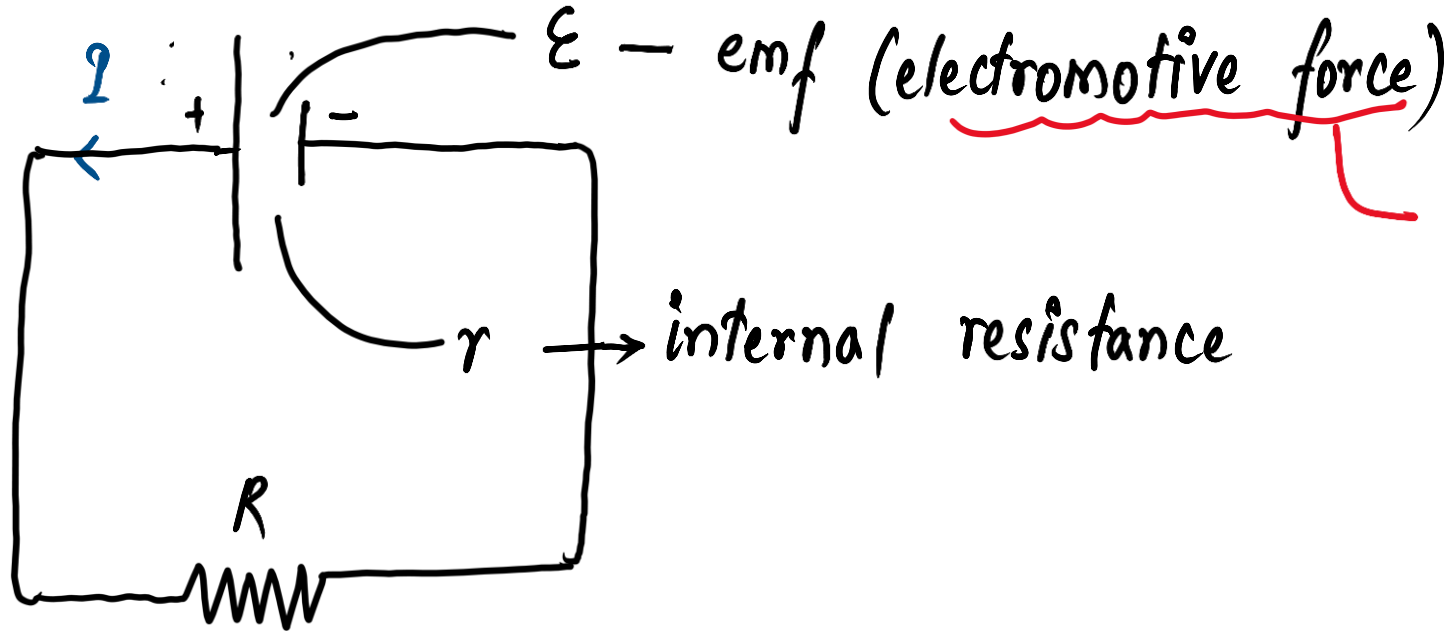 I
+
-
ε — emf (electromotive force)
r → internal resistance
R